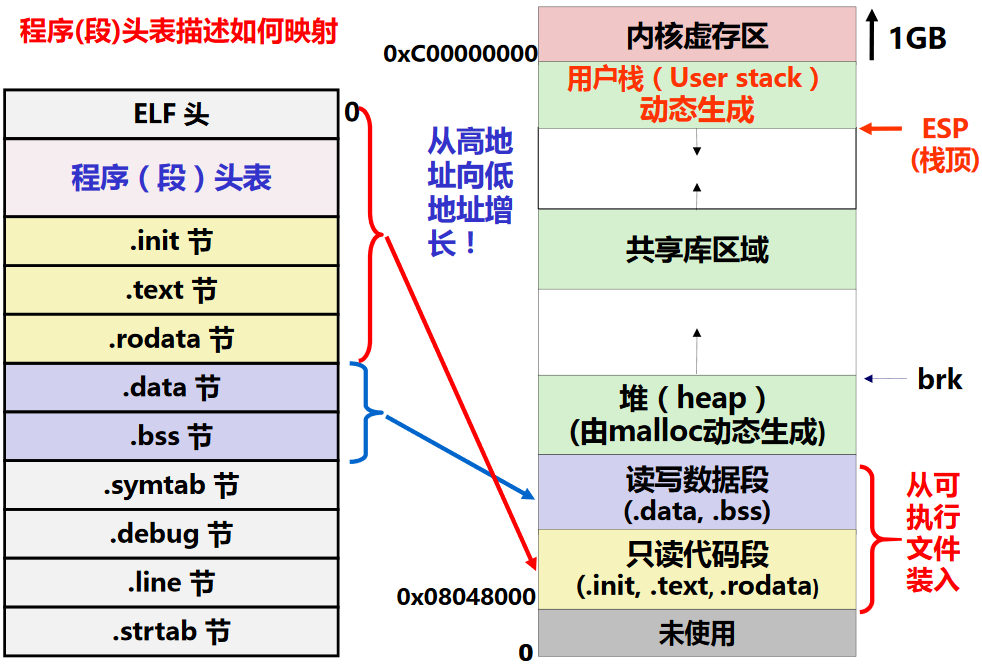 程序(段)头表描述如何映射
ELF 头
0
程序（段）头表
.init 节
.text 节
.rodata 节
.data 节
.bss 节
.symtab 节
.debug 节
.line 节
.strtab 节
从高地
址向低
地址增
长！
0xC00000000
内核虚存区
1GB
用户栈（User stack）
动态生成
ESP
(栈顶)
共享库区域
brk
堆（heap）
(由malloc动态生成)
读写数据段
(.data, .bss)
只读代码段
(.init, .text, .rodata)
从可
执行
文件
装入
0x08048000
未使用
0